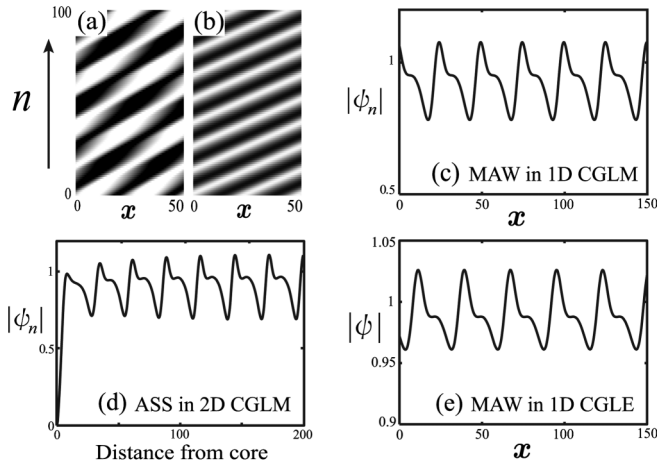 (a)
(b)
100
n
0
0
x
50
0
x
50
(c) MAW in 1D CGLM
|ψn|
1
0.5
0
50
100
150
x
(d) ASS in 2D CGLM
|ψn|
1
0.5
0
0
100
200
Distance from core
(e) MAW in 1D CGLE
|ψ|
1.05
1
0.95
0.9
0
50
100
150
x